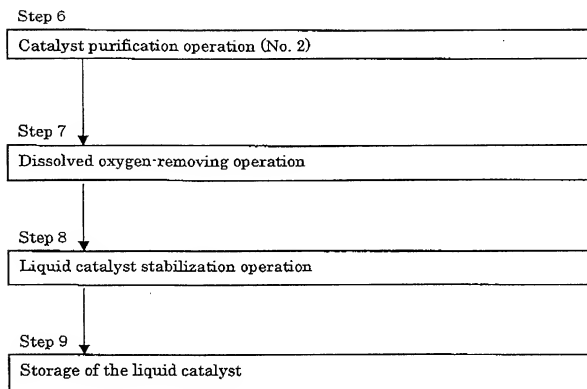 Step 6
Catalyst purification operation (No. 2)
Step 7
Dissolved oxygen-removing operation
Step 8
Liquid catalyst stabilization operation
Step 9
Storage of the liquid catalyst